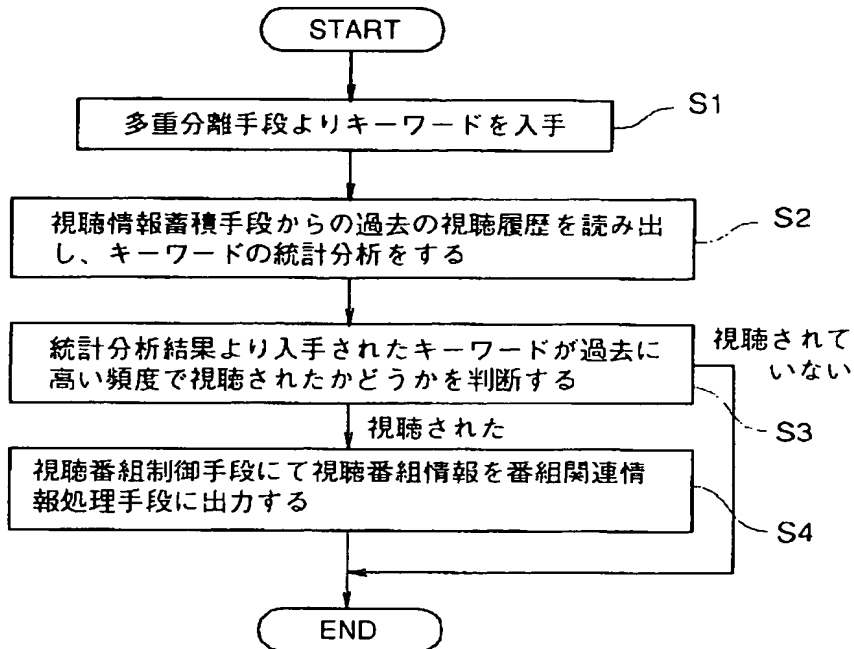 START
多重分離手段よりキーワードを入手
S1
視聴情報蓄積手段からの過去の視聴履歴を読み出
し、キーワードの統計分析をする
S2
統計分析結果より入手されたキーワードが過去に
高い頻度で視聴されたかどうかを判断する
視聴されて
いない
S3
視聴された
視聴番組制御手段にて視聴番組情報を番組関連情
報処理手段に出力する
S4
END